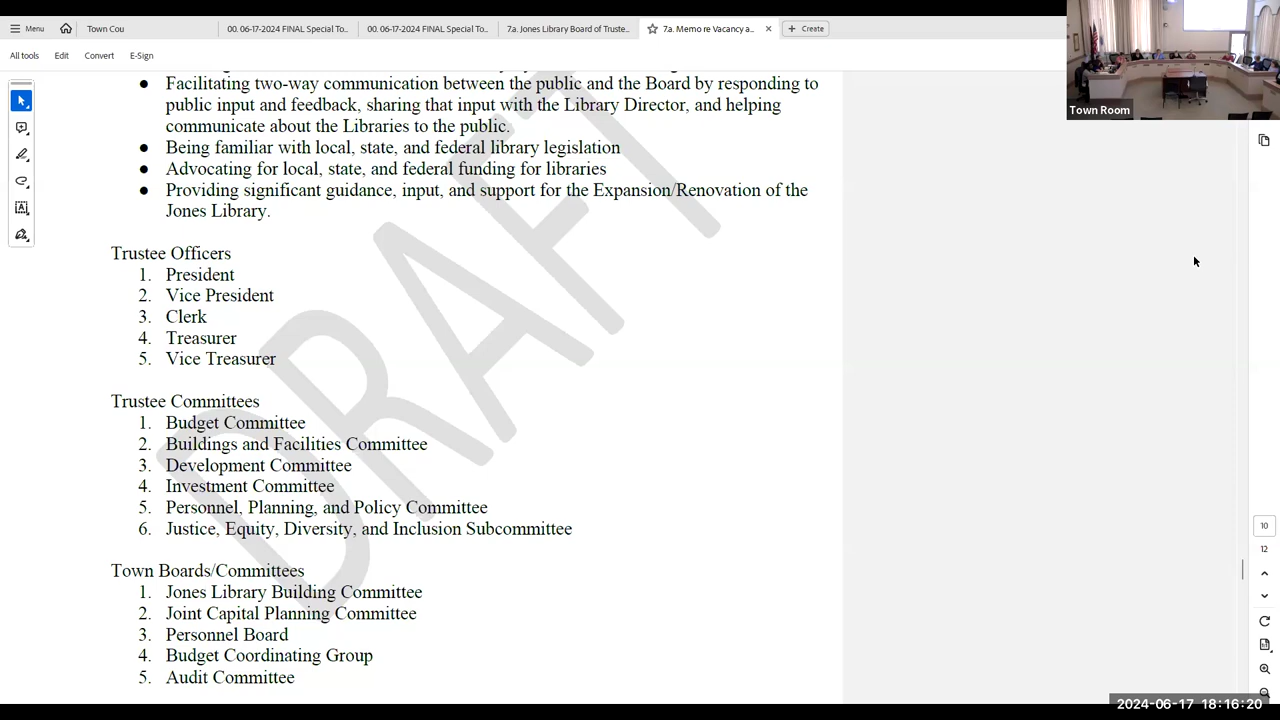 Menu
Town Cou
00. 06-17-2024 FINAL Special To...
00. 06-17-2024 FINAL Special To...
7.a. Jones Library Board of Truste...
7.a. Memo re Vacancy a...
Create
All tools Edit Convert E-Sign
Town Room
● Facilitating two-way communication between the public and the Board by responding to
public input and feedback, sharing that input with the Library Director, and helping
communicate about the Libraries to the public.
● Being familiar with local, state, and federal library legislation
● Advocating for local, state, and federal funding for libraries
● Providing significant guidance, input, and support for the Expansion/Renovation of the
Jones Library.
Trustee Officers
1. President
2. Vice President
3. Clerk
4. Treasurer
5. Vice Treasurer
Trustee Committees
1. Budget Committee
2. Buildings and Facilities Committee
3. Development Committee
4. Investment Committee
5. Personnel, Planning, and Policy Committee
6. Justice, Equity, Diversity, and Inclusion Subcommittee
Town Boards/Committees
1. Jones Library Building Committee
2. Joint Capital Planning Committee
3. Personnel Board
4. Budget Coordinating Group
5. Audit Committee
DRAFT
10
12
2024-06-17 18:16:20